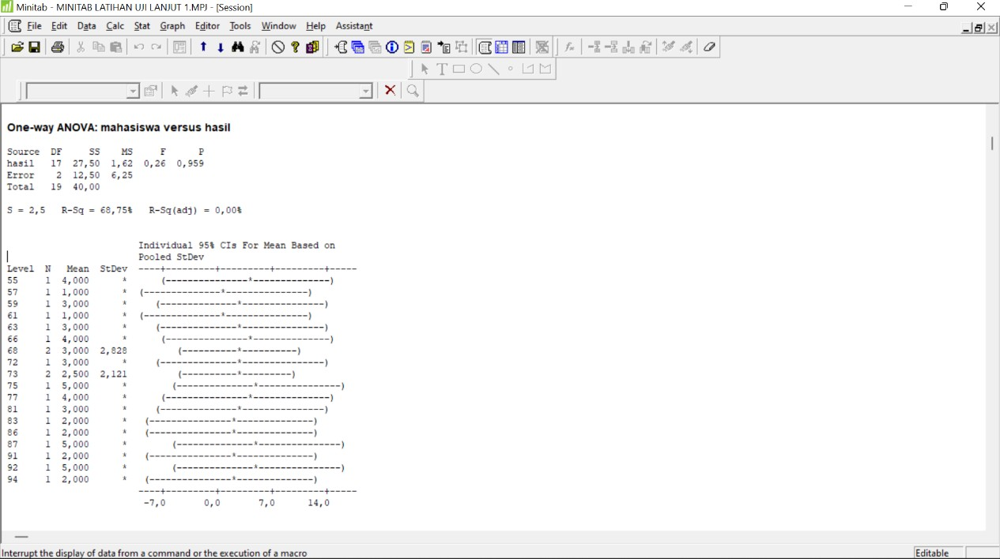 Minitab - MINITAB LATIHAN UJI LANJUT 1.MPJ - [Session]
File Edit Data Calc Stat Graph Editor Tools Window Help Assistant
One-way ANOVA: mahasiswa versus hasil
Source  DF     SS    MS     F      P
hasil   17  27,50  1,62  0,26  0,959
Error    2  12,50  6,25
Total   19  40,00
S = 2,5   R-Sq = 68,75%   R-Sq(adj) = 0,00%
Individual 95% CIs For Mean Based on
Pooled StDev
Level  N   Mean  StDev  ----+---------+---------+---------+-----
55     1  4,000      *      (---------------*--------------)
57     1  1,000      *  (--------------*---------------)
59     1  3,000      *     (--------------*---------------)
61     1  1,000      *  (--------------*---------------)
63     1  3,000      *     (--------------*---------------)
66     1  4,000      *      (---------------*--------------)
68     2  3,000  2,828         (----------*----------)
72     1  3,000      *     (--------------*---------------)
73     2  2,500  2,121         (----------*---------)
75     1  5,000      *        (--------------*---------------)
77     1  4,000      *      (---------------*--------------)
81     1  3,000      *     (--------------*---------------)
83     1  2,000      *   (---------------*--------------)
86     1  2,000      *   (---------------*--------------)
87     1  5,000      *        (--------------*---------------)
91     1  2,000      *   (---------------*--------------)
92     1  5,000      *        (--------------*---------------)
94     1  2,000      *   (---------------*--------------)
----+---------+---------+---------+-----
-7,0       0,0       7,0      14,0
Interrupt the display of data from a command or the execution of a macro Editable